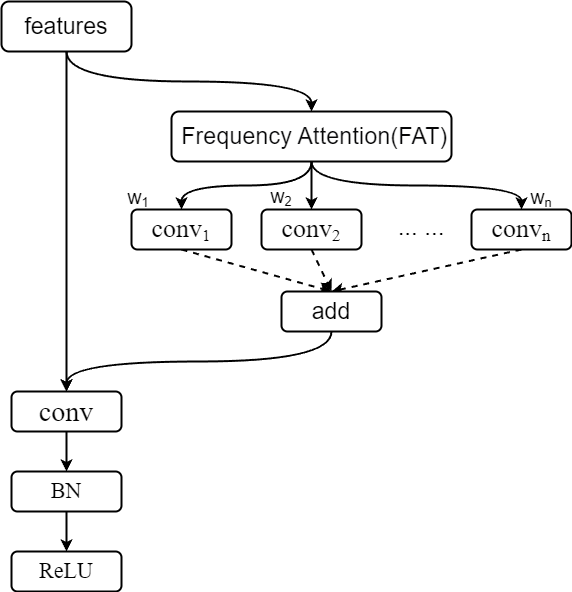 features
Frequency Attention(FAT)
w₁ w₂ wₙ
conv₁ conv₂ ... ... convₙ
add
conv
BN
ReLU